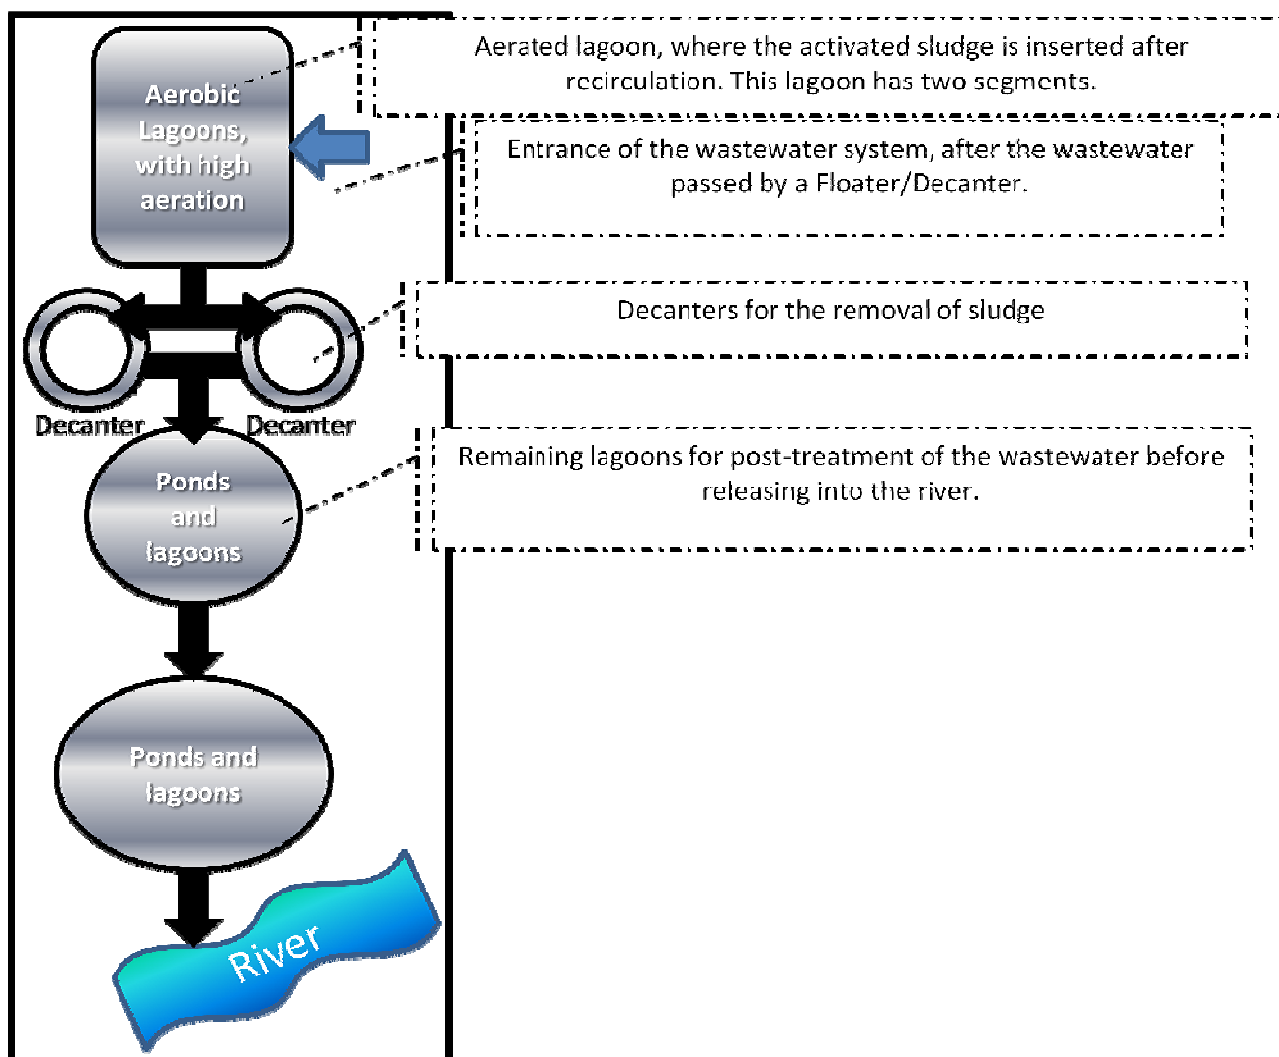 Aerated lagoon, where the activated sludge is inserted after
recirculation. This lagoon has two segments.
Aerobic
Lagoons,
with high
aeration
Entrance of the wastewater system, after the wastewater
passed by a Floater/Decanter.
Decanters for the removal of sludge
Decanter
Decanter
Remaining lagoons for post-treatment of the wastewater before
releasing into the river.
Ponds
and
lagoons
Ponds and
lagoons
River